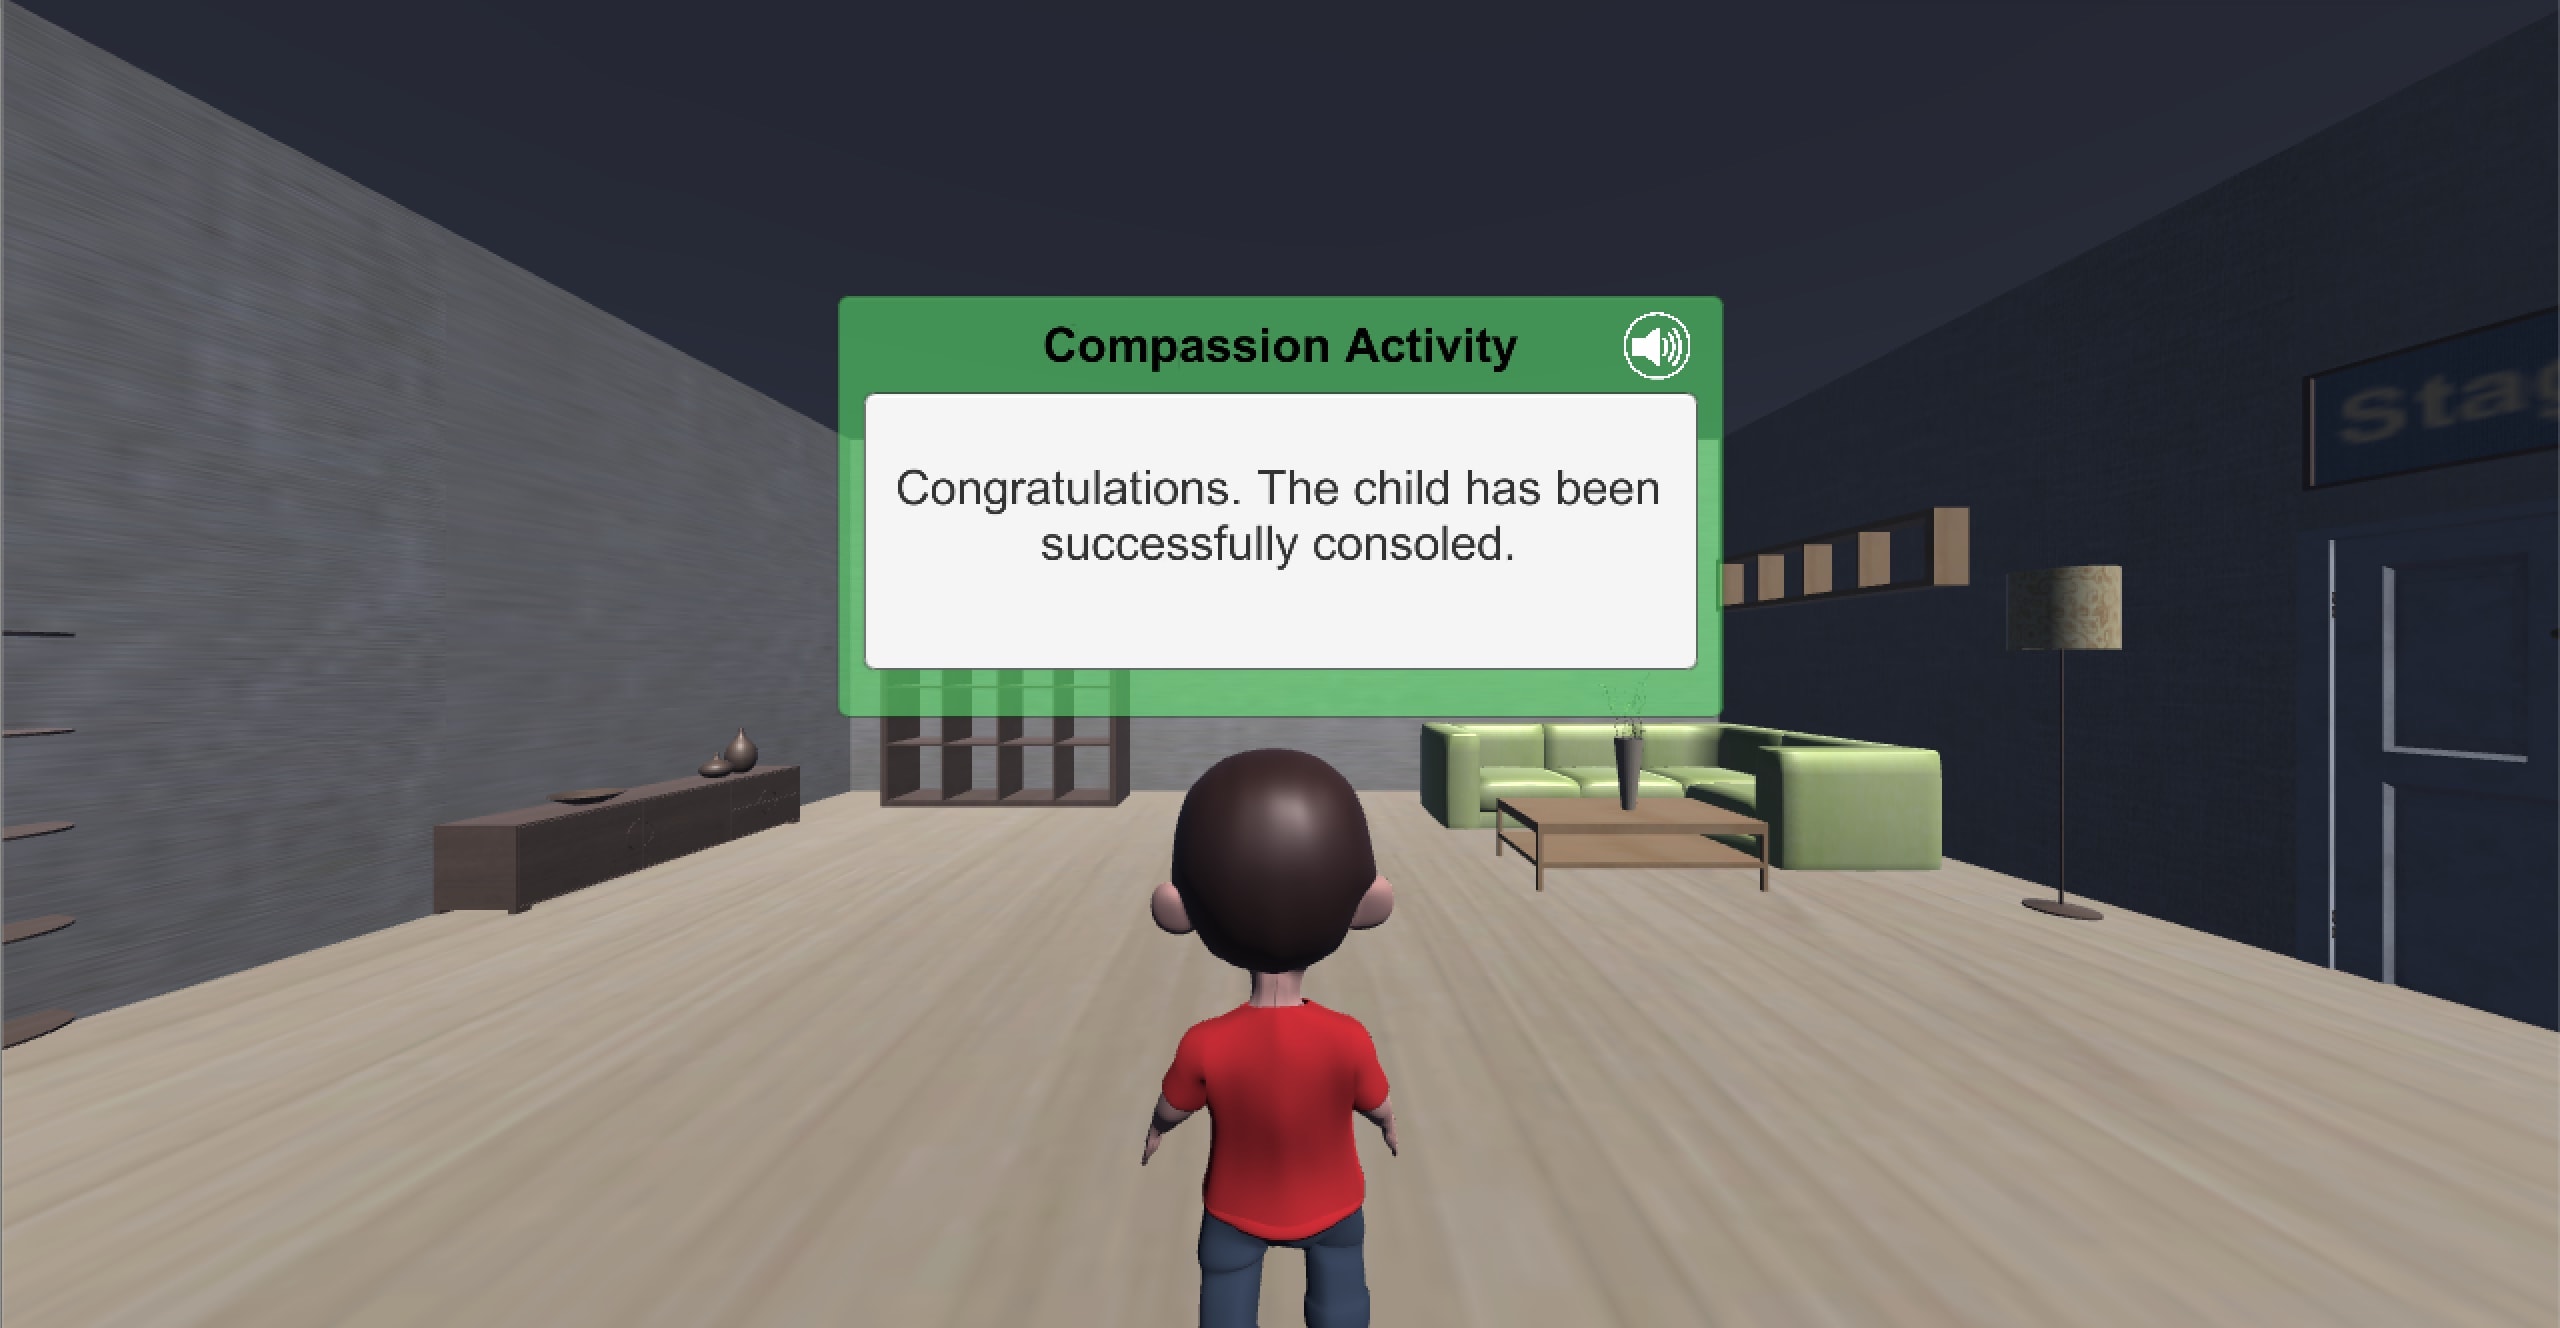 Compassion Activity
Congratulations. The child has been
successfully consoled.